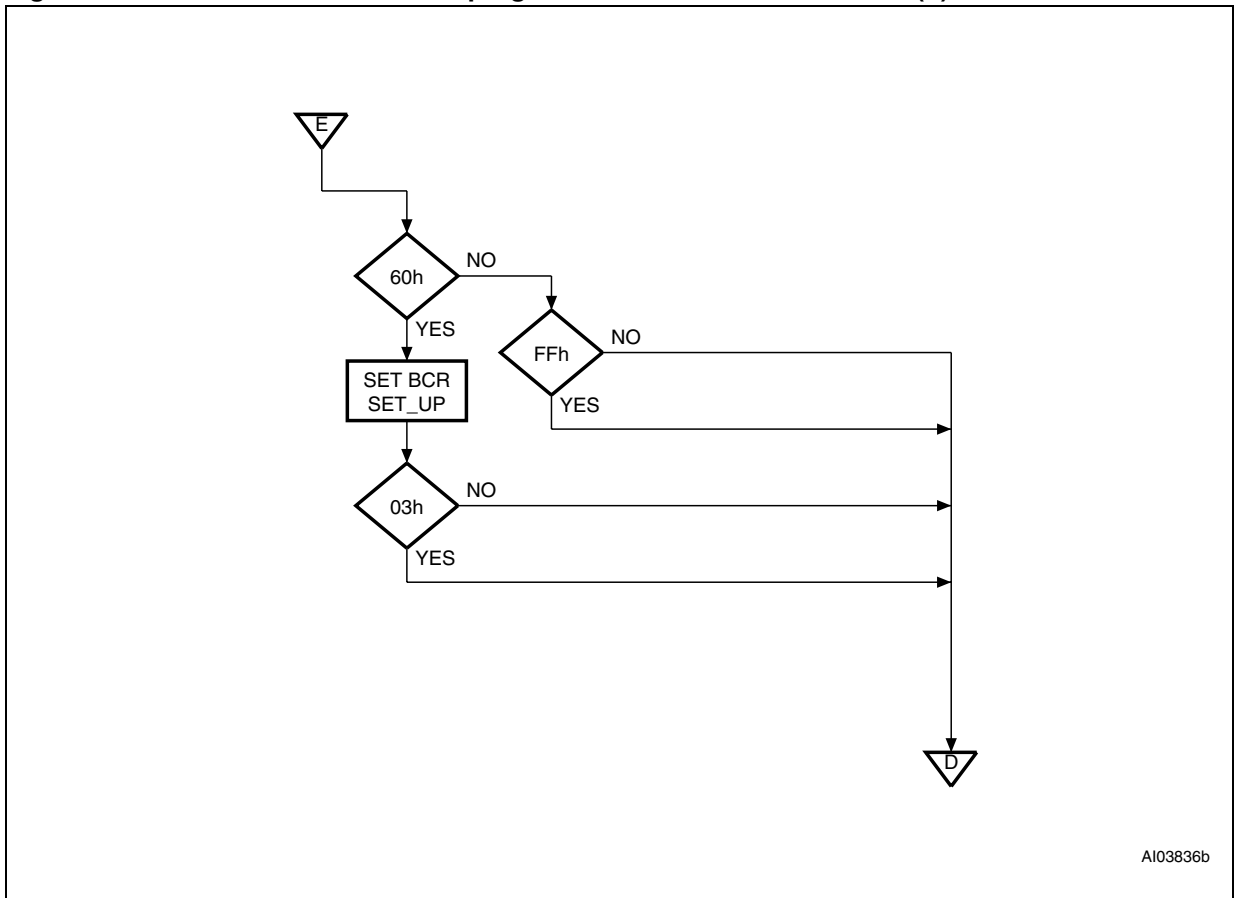 E
60h
NO
YES
FFh
NO
YES
SET BCR
SET_UP
03h
NO
YES
D
AI03836b